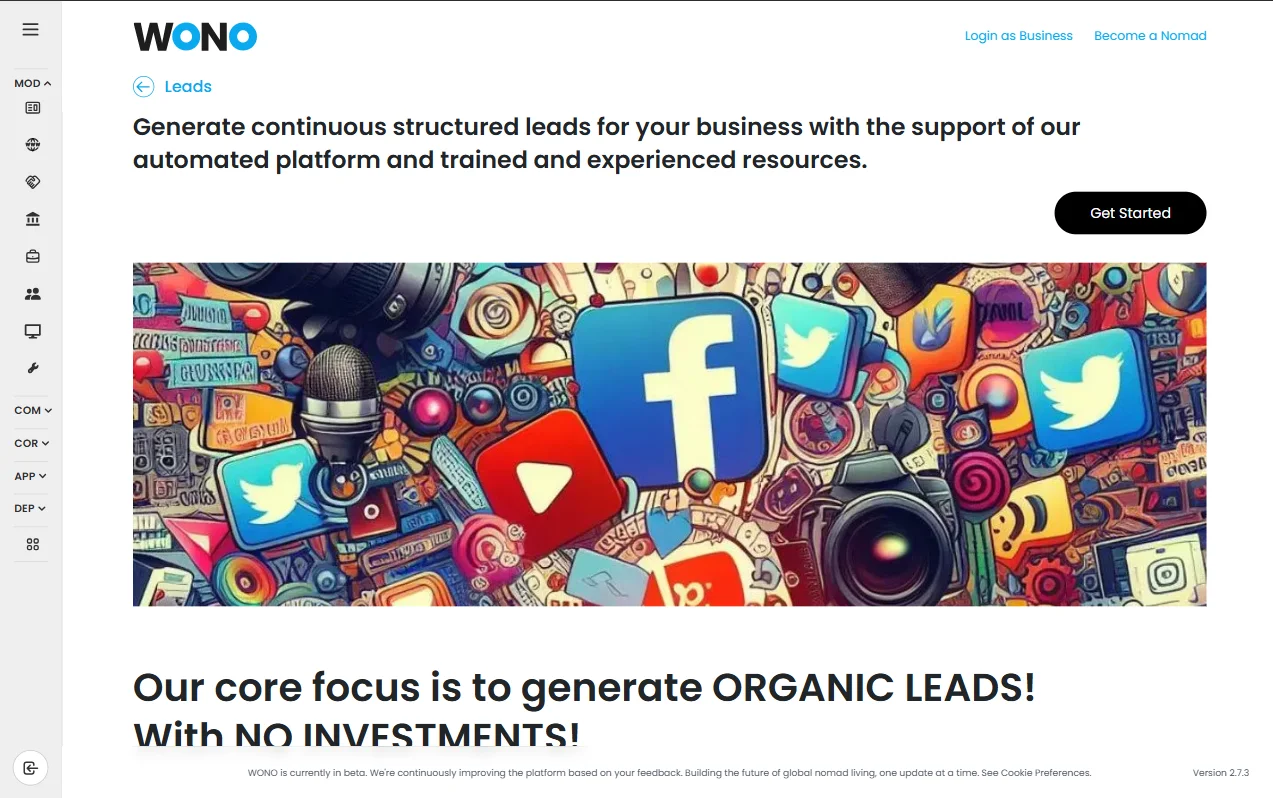 WONO
Login as Business
Become a Nomad
MOD
Leads
Generate continuous structured leads for your business with the support of our
automated platform and trained and experienced resources.
Get Started
COM
COR
APP
DEP
Our core focus is to generate ORGANIC LEADS!
With NO INVESTMENTS!
WONO is currently in beta. We're continuously improving the platform based on your feedback. Building the future of global nomad living, one update at a time. See Cookie Preferences.
Version 2.7.3